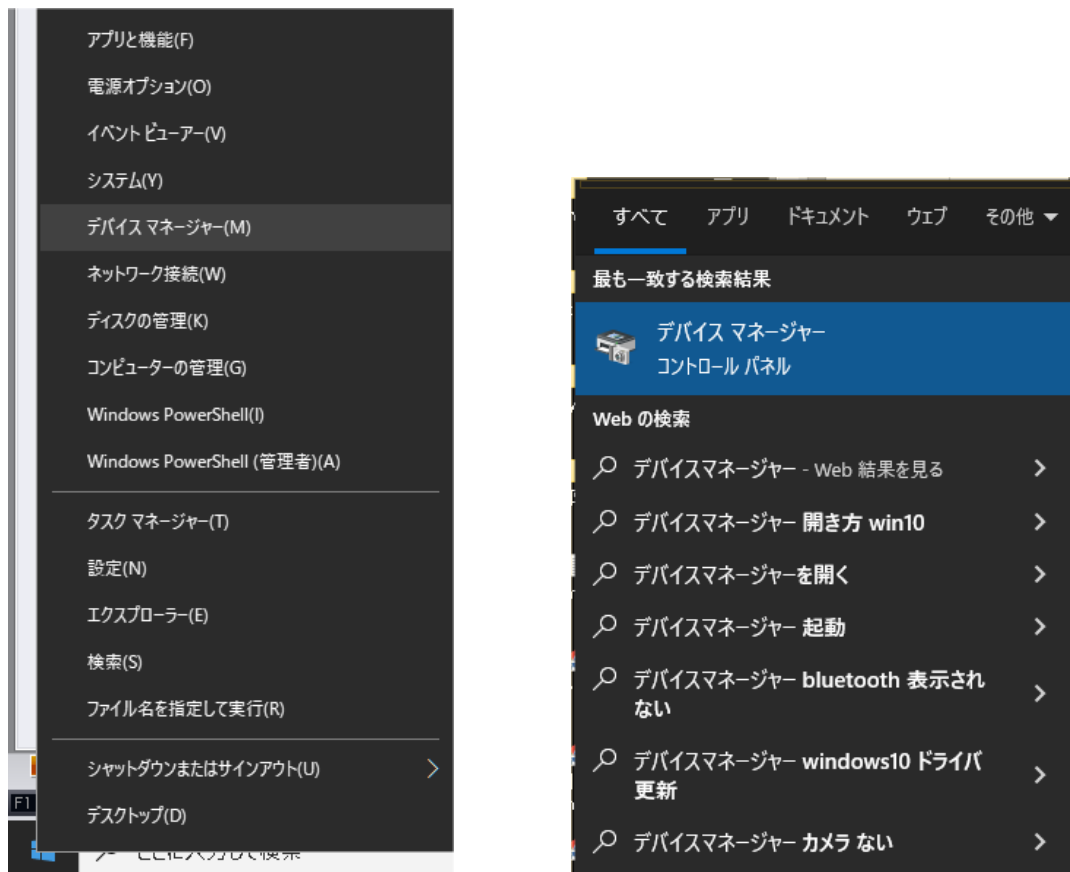 アプリと機能(F)
電源オプション(O)
イベント ビューアー(V)
システム(Y)
デバイス マネージャー(M)
ネットワーク接続(W)
ディスクの管理(K)
コンピューターの管理(G)
Windows PowerShell(I)
Windows PowerShell (管理者)(A)
タスク マネージャー(T)
設定(N)
エクスプローラー(E)
検索(S)
ファイル名を指定して実行(R)
シャットダウンまたはサインアウト(U)
デスクトップ(D)
F1
ここに入力して検索
すべて アプリ ドキュメント ウェブ その他
最も一致する検索結果
デバイス マネージャー
コントロール パネル
Web の検索
デバイスマネージャー - Web 結果を見る
デバイスマネージャー 開き方 win10
デバイスマネージャーを開く
デバイスマネージャー 起動
デバイスマネージャー bluetooth 表示され
ない
デバイスマネージャー windows10 ドライバ
更新
デバイスマネージャー カメラ ない